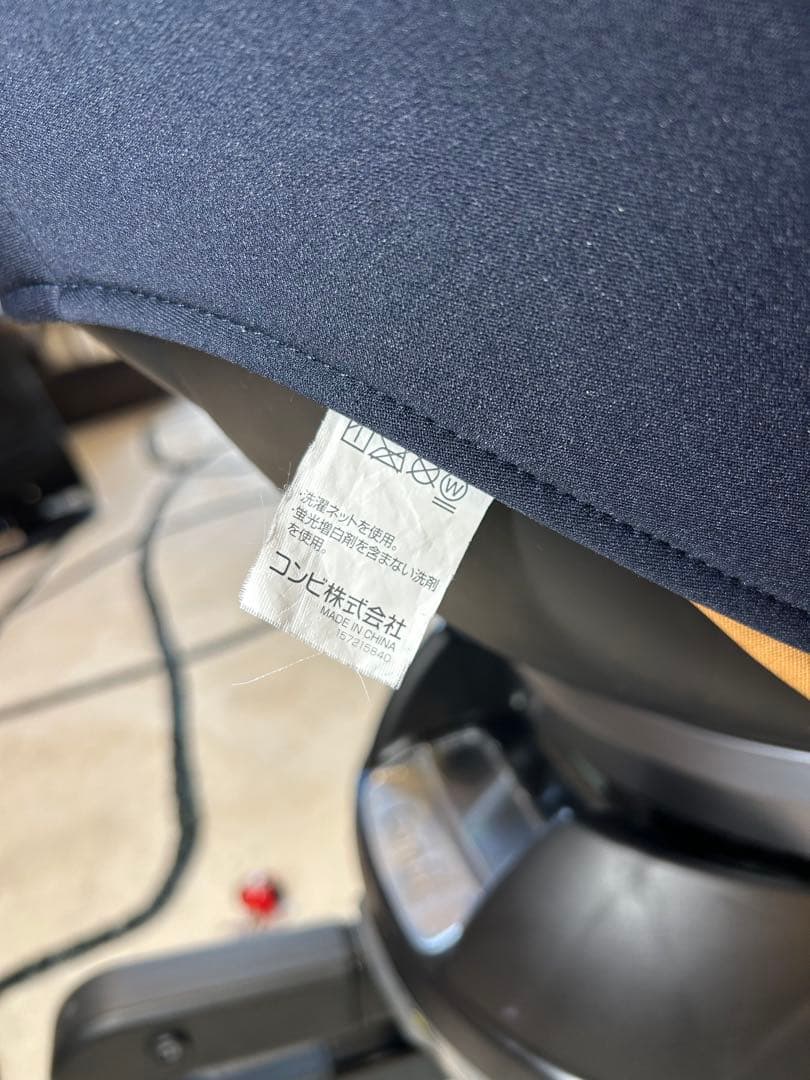 W
・洗濯ネットを使用。
・蛍光増白剤を含まない洗剤
を使用。
コンビ株式会社
MADE IN CHINA
157215840